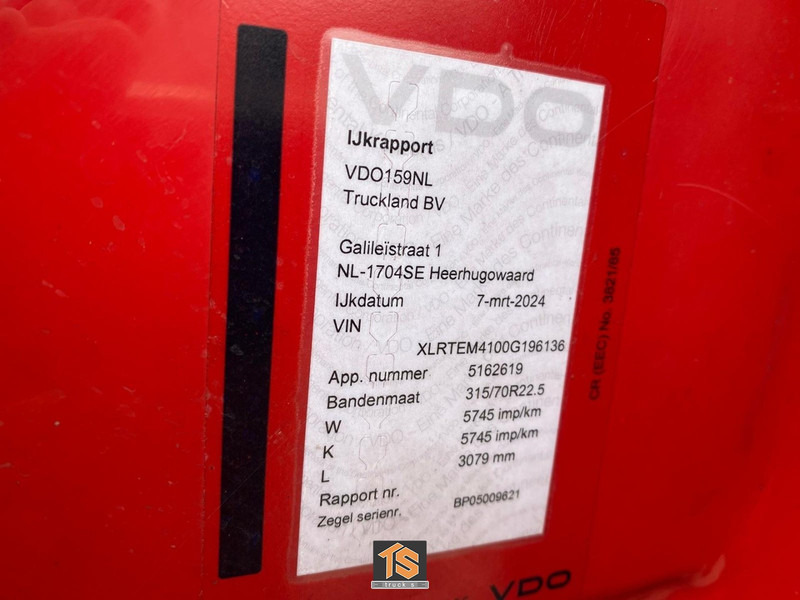 VDO
IJkrapport
VDO159NL
Truckland BV
Galileïstraat 1
NL-1704SE Heerhugowaard
IJkdatum 7-mrt-2024
VIN
XLRTEM4100G196136
App. nummer 5162619
Bandenmaat 315/70R22.5
W 5745 imp/km
K 5745 imp/km
L 3079 mm
Rapport nr.
Zegel serienr. BP05009621
CR (EEC) No. 3821/85
VDO
TS
truck s